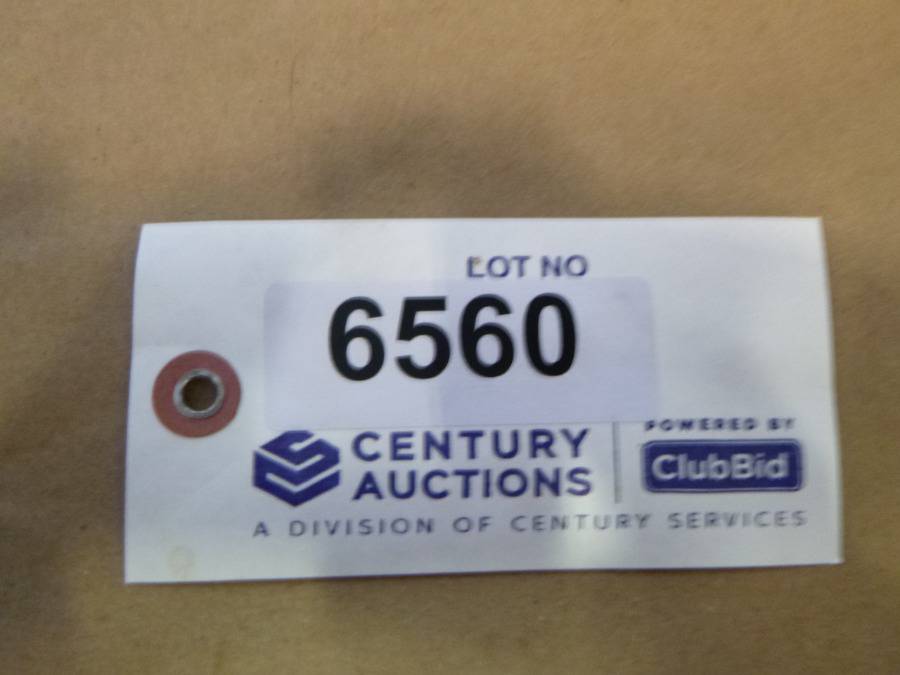 LOT NO
6560
CENTURY
AUCTIONS
POWERED BY
ClubBid
A DIVISION OF CENTURY SERVICES